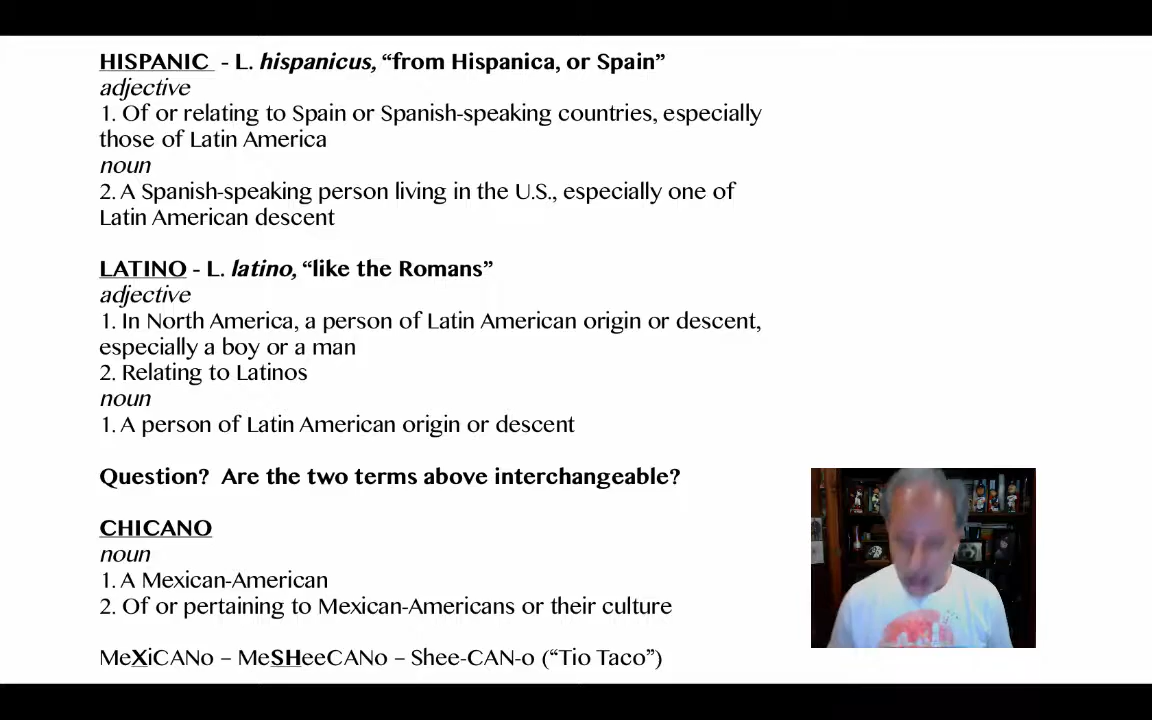 HISPANIC - L. hispanicus, “from Hispanica, or Spain”
adjective
1. Of or relating to Spain or Spanish-speaking countries, especially
those of Latin America
noun
2. A Spanish-speaking person living in the U.S., especially one of
Latin American descent
LATINO - L. latino, “like the Romans”
adjective
1. In North America, a person of Latin American origin or descent,
especially a boy or a man
2. Relating to Latinos
noun
1. A person of Latin American origin or descent
Question? Are the two terms above interchangeable?
CHICANO
noun
1. A Mexican-American
2. Of or pertaining to Mexican-Americans or their culture
MeXiCANo – MeSHeeCANo – Shee-CAN-o (“Tio Taco”)